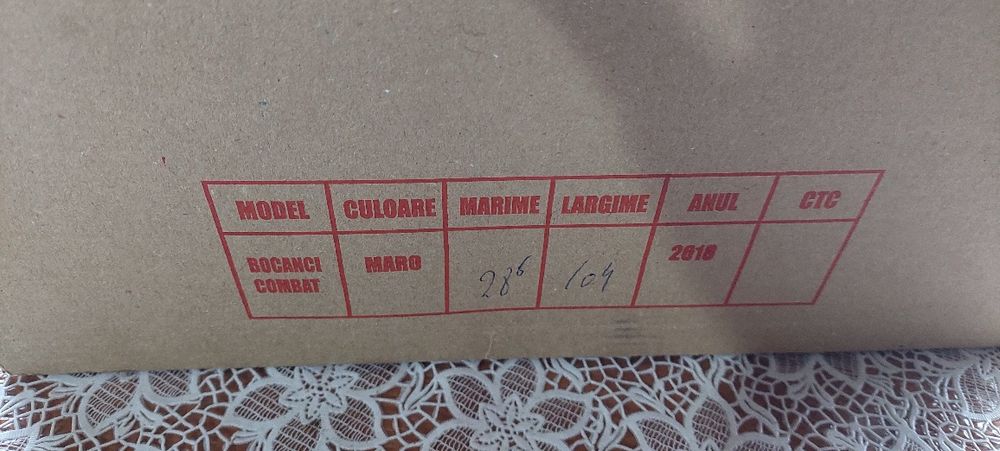 MODEL CULOARE MARIME LARGIME ANUL CTC
BOCANCI MARO 28⁶ 104 2018
COMBAT